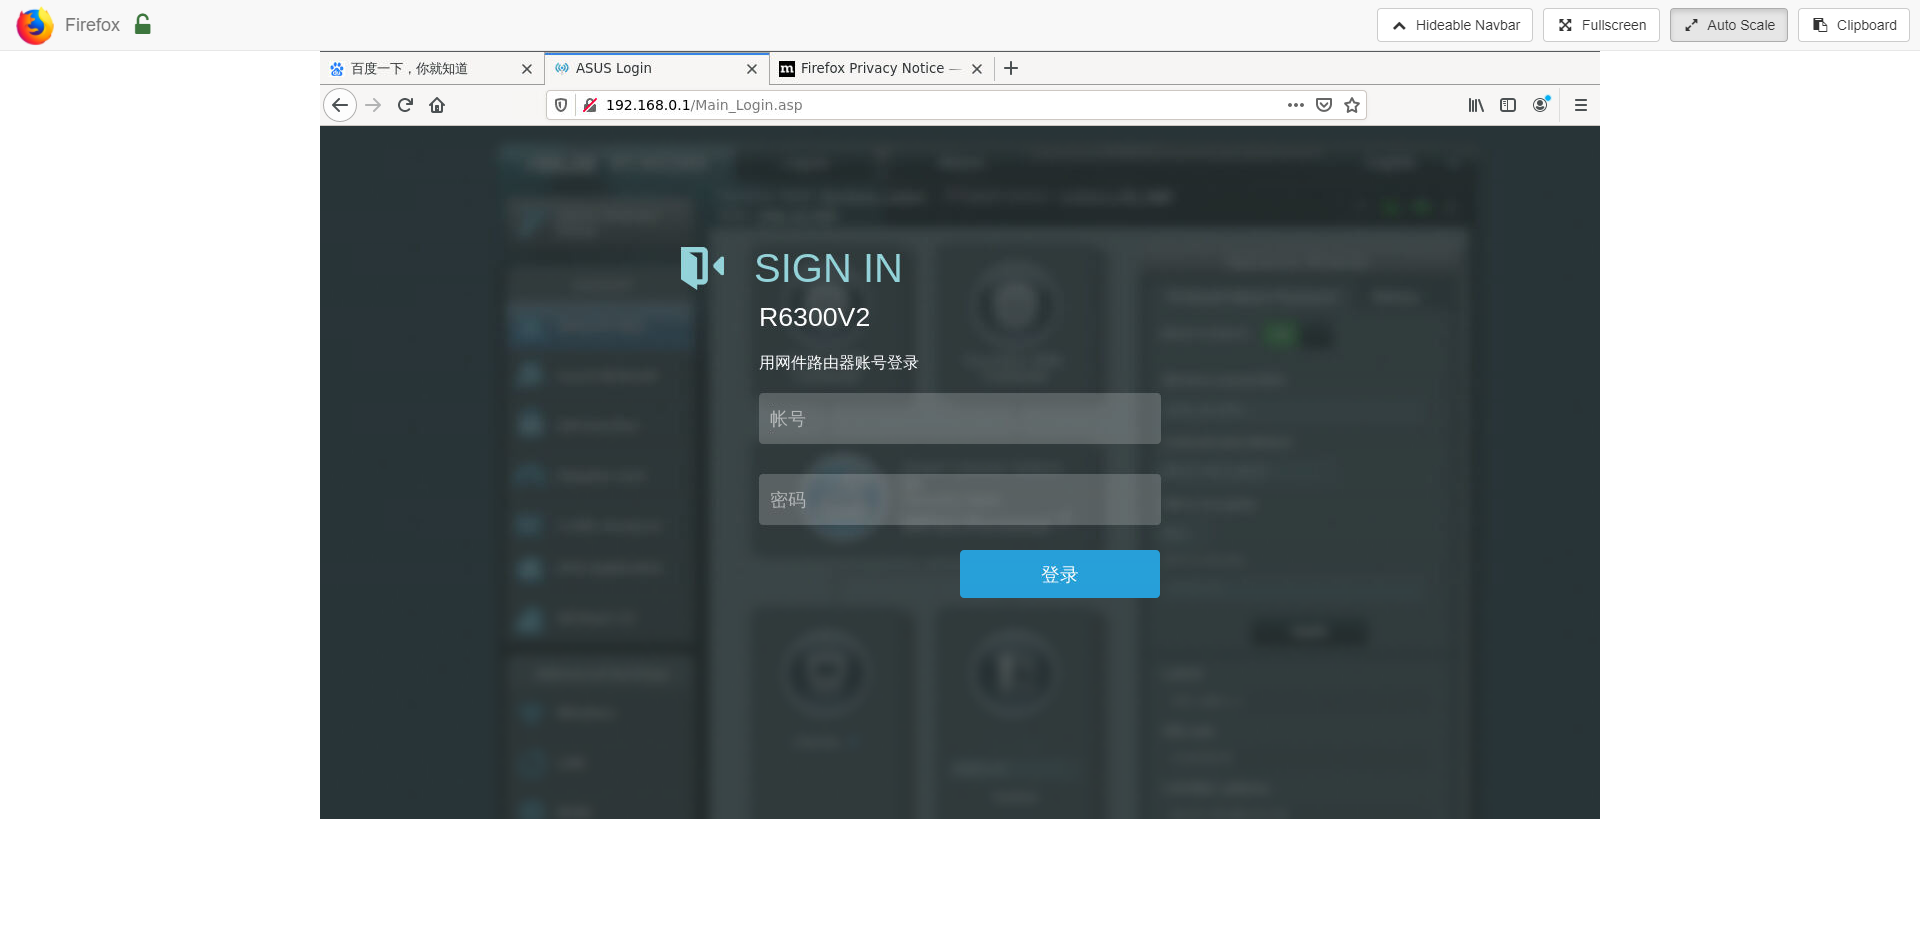 Firefox
Hideable Navbar
Fullscreen
Auto Scale
Clipboard
百度一下，你就知道
ASUS Login
Firefox Privacy Notice —
192.168.0.1/Main_Login.asp
SIGN IN
R6300V2
用网件路由器账号登录
帐号
密码
登录